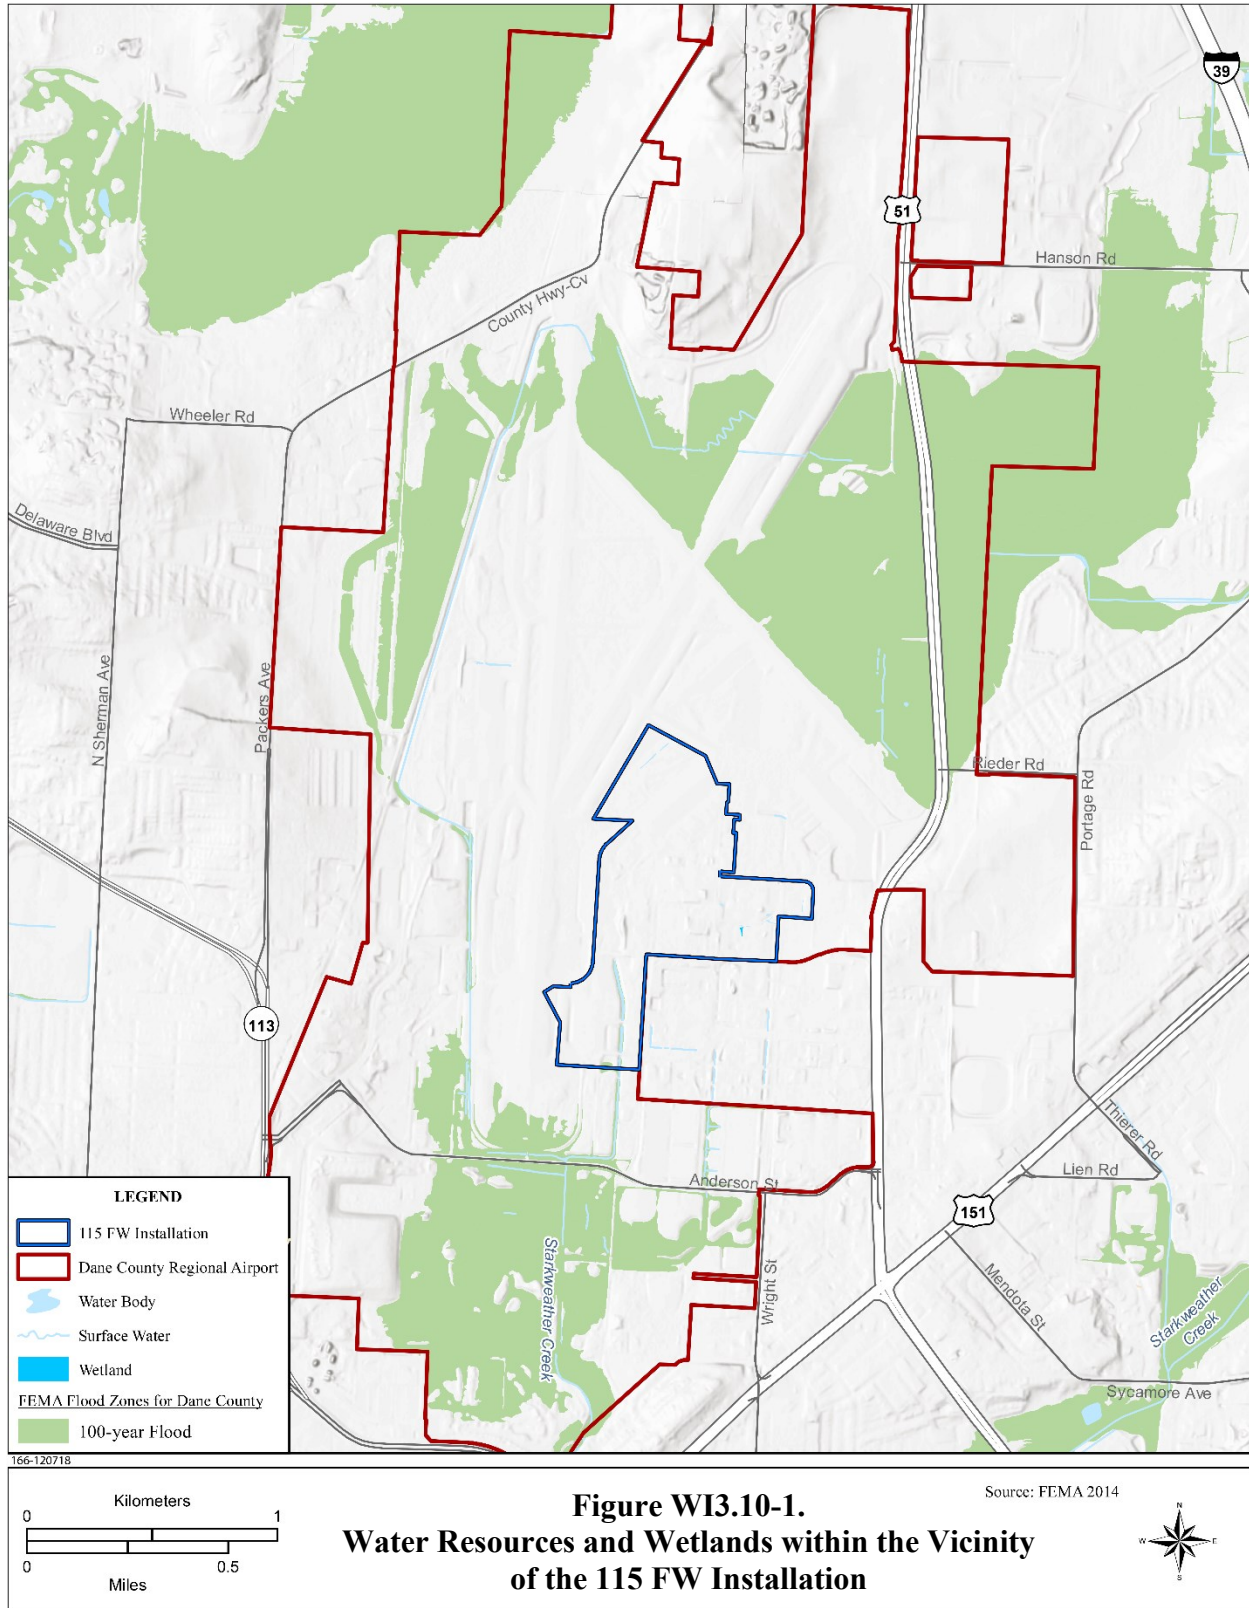 39
51
Hanson Rd
County Hwy-Cv
Wheeler Rd
Delaware Blvd
N Sherman Ave
Packers Ave
Rieder Rd
Portage Rd
113
Thierer Rd
Lien Rd
Anderson St
151
Starkweather Creek
Wright St
Mendota St
Starkweather
Creek
Sycamore Ave
LEGEND
115 FW Installation
Dane County Regional Airport
Water Body
Surface Water
Wetland
FEMA Flood Zones for Dane County
100-year Flood
166-120718
Kilometers
0 1
0 0.5
Miles
Figure WI3.10-1.
Water Resources and Wetlands within the Vicinity
of the 115 FW Installation
Source: FEMA 2014
N
W E
S